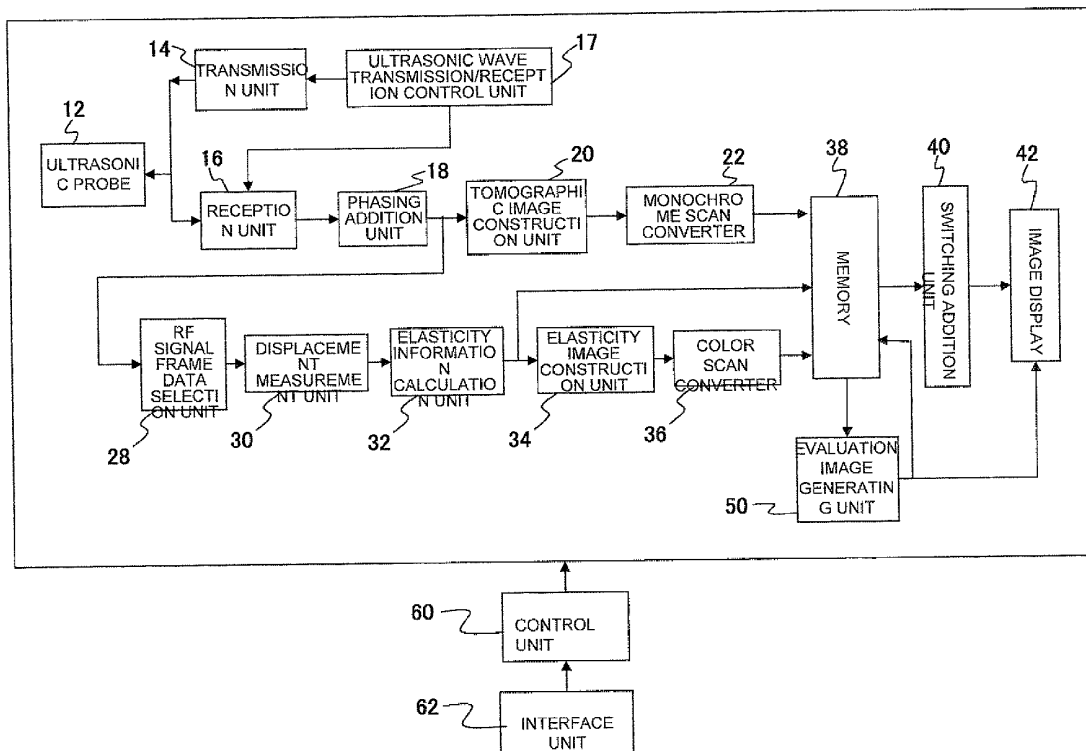 14
TRANSMISSIO
N UNIT
ULTRASONIC WAVE
TRANSMISSION/RECEPT
ION CONTROL UNIT
17
12
ULTRASONI
C PROBE
16
RECEPTIO
N UNIT
18
PHASING
ADDITION
UNIT
20
TOMOGRAPHI
C IMAGE
CONSTRUCTI
ON UNIT
22
MONOCHRO
ME SCAN
CONVERTER
38
MEMORY
40
SWITCHING ADDITION
UNIT
42
IMAGE DISPLAY
RF
SIGNAL
FRAME
DATA
SELECTI
ON UNIT
28
DISPLACEME
NT
MEASUREME
NT UNIT
30
ELASTICITY
INFORMATIO
N
CALCULATIO
N UNIT
32
ELASTICITY
IMAGE
CONSTRUCTI
ON UNIT
34
COLOR
SCAN
CONVERTER
36
EVALUATION
IMAGE
GENERATIN
G UNIT
50
60
CONTROL
UNIT
62
INTERFACE
UNIT